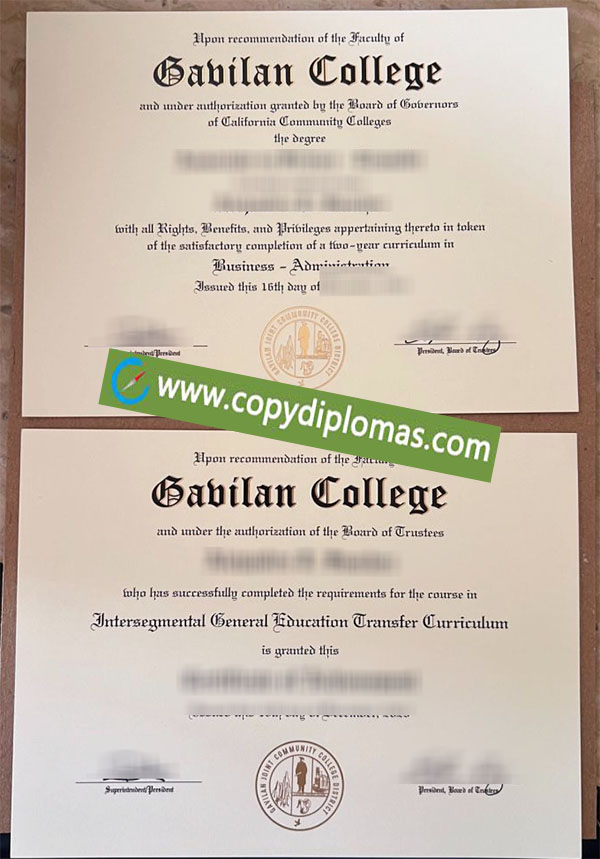 Upon recommendation of the Faculty of
Gavilan College
and under authorization granted by the Board of Governors
of California Community Colleges
the degree
with all Rights, Benefits, and Privileges appertaining thereto in token
of the satisfactory completion of a two-year curriculum in
Business - Administration
Issued this 16th day of
President, Board of Trustees
GAVILAN JOINT COMMUNITY COLLEGE DISTRICT
www.copydiplomas.com
Upon recommendation of the
Gavilan College
and under the authorization of the Board of Trustees
who has successfully completed the requirements for the course in
Intersegmental General Education Transfer Curriculum
is granted this
Superintendent/President
President, Board of Trustees
GAVILAN JOINT COMMUNITY COLLEGE DISTRICT